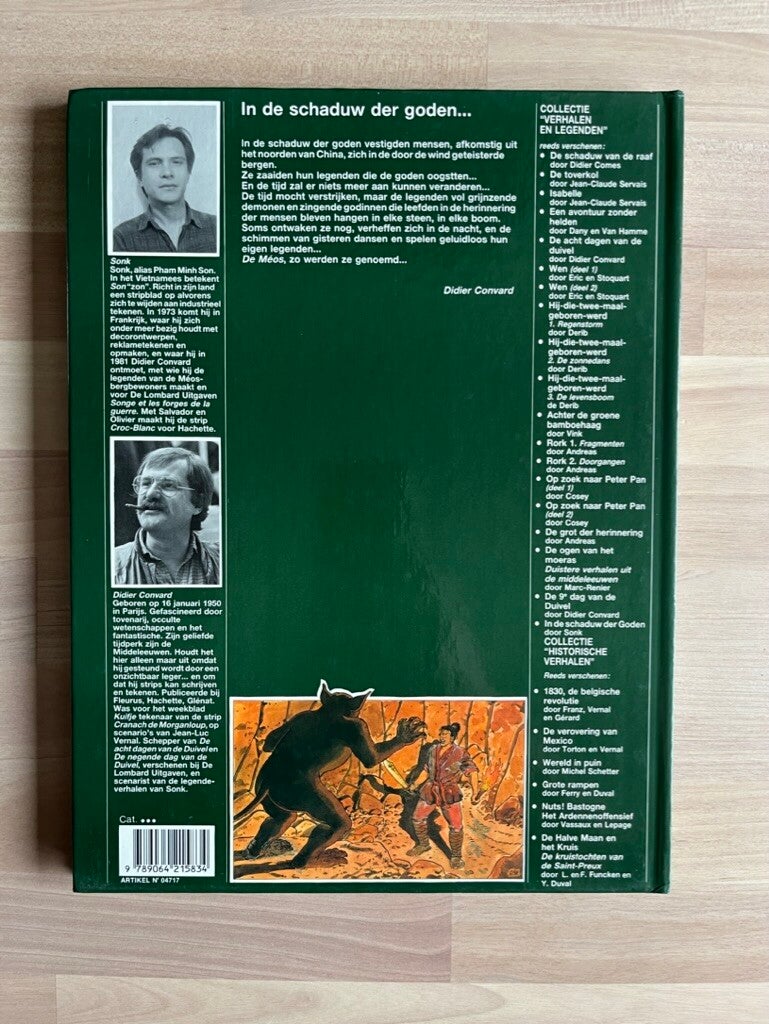 In de schaduw der goden...
In de schaduw der goden vestigden mensen, afkomstig uit
het noorden van China, zich in de door de wind geteisterde
bergen.
Ze zaaiden hun legenden die de goden oogstten...
En de tijd zal er niets meer aan kunnen veranderen...
De tijd mocht verstrijken, maar de legenden vol grijnzende
demonen en zingende godinnen die leefden in de herinnering
der mensen bleven hangen in elke steen, in elke boom.
Soms ontwaken ze nog, verheffen zich in de nacht, en de
schimmen van gisteren dansen en spelen geluidloos hun
eigen legenden...
De Méos, zo werden ze genoemd...
Didier Convard
Sonk
Sonk, alias Pham Minh Son.
In het Vietnamees betekent
Son "zon". Richt in zijn land
een stripblad op alvorens
zich te wijden aan industrieel
tekenen. In 1973 komt hij in
Frankrijk, waar hij zich
onder meer bezig houdt met
decorontwerpen,
reklametekenen en
opmaken, en waar hij in
1981 Didier Convard
ontmoet, met wie hij de
legenden van de Méos-
bergbewoners maakt en
voor De Lombard Uitgaven
Songe et les forges de la
guerre. Met Salvador en
Olivier maakt hij de strip
Croc-Blanc voor Hachette.
Didier Convard
Geboren op 16 januari 1950
in Parijs. Gefascineerd door
tovenarij, occulte
wetenschappen en het
fantastische. Zijn geliefde
tijdperk zijn de
Middeleeuwen. Houdt het
hier alleen maar uit omdat
hij gesteund wordt door een
onzichtbaar leger... en om
dat hij strips kan schrijven
en tekenen. Publiceerde bij
Fleurus, Hachette, Glénat.
Was voor het weekblad
Kuifje tekenaar van de strip
Cranach de Morganloup, op
scenario's van Jean-Luc
Vernal. Schepper van De
acht dagen van de Duivel en
De negende dag van de
Duivel, verschenen bij De
Lombard Uitgaven, en
scenarist van de legende-
verhalen van Sonk.
Cat. •••
9 789064 215834
ARTIKEL N° 04717
COLLECTIE
"VERHALEN
EN LEGENDEN"
reeds verschenen:
• De schaduw van de raaf
door Didier Comes
• De toverkol
door Jean-Claude Servais
• Isabelle
door Jean-Claude Servais
• Een avontuur zonder
helden
door Dany en Van Hamme
• De acht dagen van de
duivel
door Didier Convard
• Wen (deel 1)
door Eric en Stoquart
• Wen (deel 2)
door Eric en Stoquart
• Hij-die-twee-maal-
geboren-werd
1. Regenstorm
door Derib
• Hij-die-twee-maal-
geboren-werd
2. De zonnedans
door Derib
• Hij-die-twee-maal-
geboren-werd
3. De levensboom
de Derib
• Achter de groene
bamboehaag
door Vink
• Rork 1. Fragmenten
door Andreas
• Rork 2. Doorgangen
door Andreas
• Op zoek naar Peter Pan
(deel 1)
door Cosey
• Op zoek naar Peter Pan
(deel 2)
door Cosey
• De grot der herinnering
door Andreas
• De ogen van het
moeras
Duistere verhalen uit
de middeleeuwen
door Marc-Renier
• De 9e dag van de
Duivel
door Didier Convard
• In de schaduw der Goden
door Sonk
COLLECTIE
"HISTORISCHE
VERHALEN"
Reeds verschenen:
• 1830, de belgische
revolutie
door Franz, Vernal
en Gérard
• De verovering van
Mexico
door Torton en Vernal
• Wereld in puin
door Michel Schetter
• Grote rampen
door Ferry en Duval
• Nuts! Bastogne
Het Ardennenoffensief
door Vassaux en Lepage
• De Halve Maan en
het Kruis
De kruistochten van
de Saint-Preux
door L. en F. Funcken en
Y. Duval